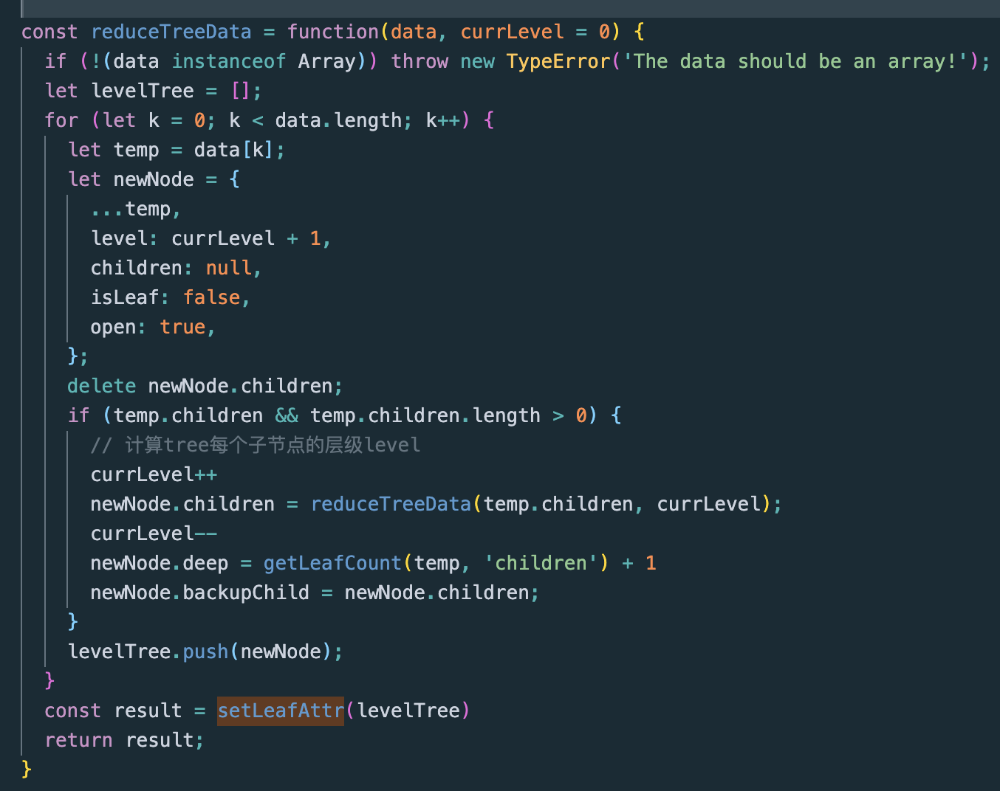 const reduceTreeData = function(data, currLevel = 0) {
if (!(data instanceof Array)) throw new TypeError('The data should be an array!');
let levelTree = [];
for (let k = 0; k < data.length; k++) {
let temp = data[k];
let newNode = {
...temp,
level: currLevel + 1,
children: null,
isLeaf: false,
open: true,
};
delete newNode.children;
if (temp.children && temp.children.length > 0) {
// 计算tree每个子节点的层级level
currLevel++
newNode.children = reduceTreeData(temp.children, currLevel);
currLevel--
newNode.deep = getLeafCount(temp, 'children') + 1
newNode.backupChild = newNode.children;
}
levelTree.push(newNode);
}
const result = setLeafAttr(levelTree)
return result;
}